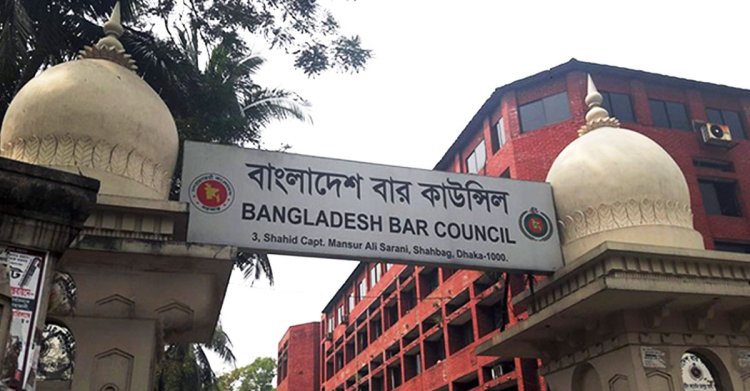 বাংলাদেশ বার কাউন্সিল
BANGLADESH BAR COUNCIL
3, Shahid Capt. Mansur Ali Sarani, Shahbag, Dhaka-1000.